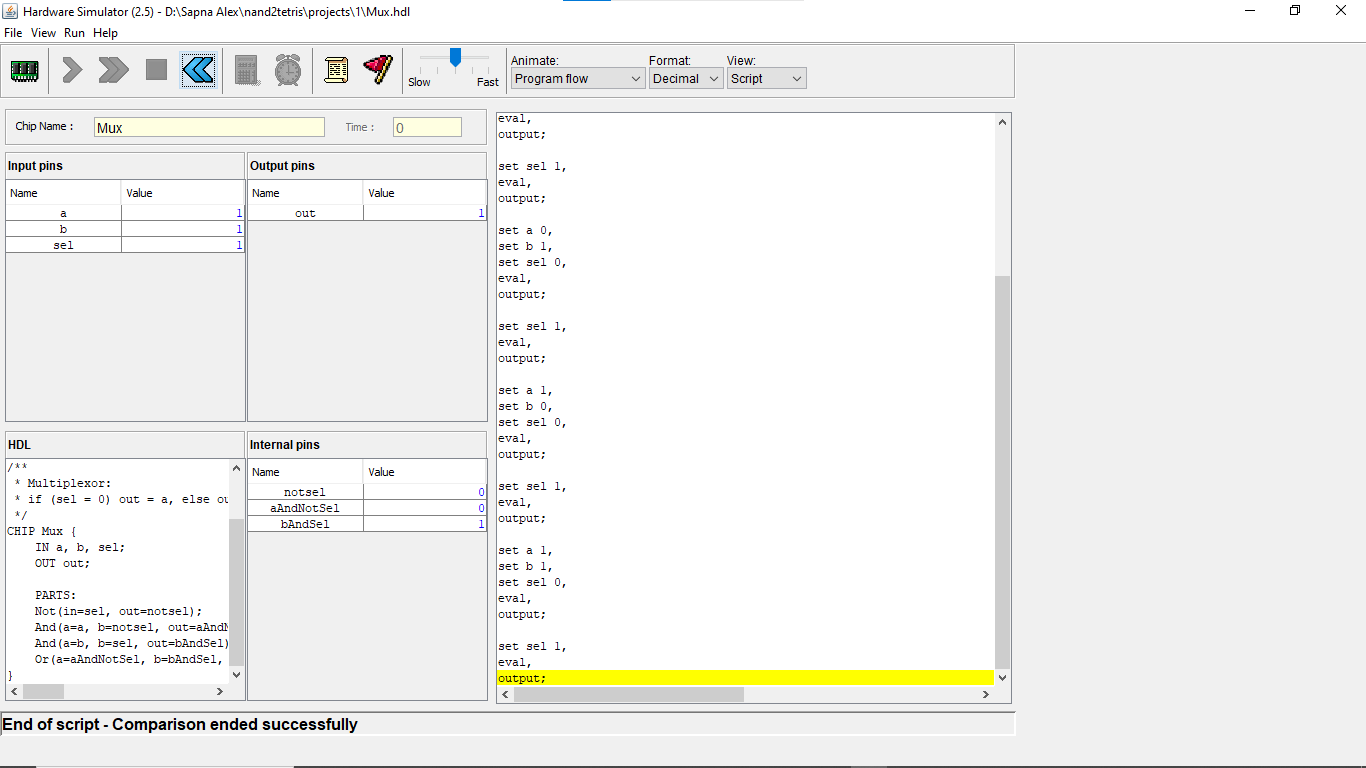 Hardware Simulator (2.5) - D:\Sapna Alex\nand2tetris\projects\1\Mux.hdl
File View Run Help
Slow Fast
Animate: Format: View:
Program flow Decimal Script
Chip Name : Mux Time : 0
Input pins
Name Value
a 1
b 1
sel 1
Output pins
Name Value
out 1
HDL
/**
* Multiplexor:
* if (sel = 0) out = a, else ou
*/
CHIP Mux {
IN a, b, sel;
OUT out;
PARTS:
Not(in=sel, out=notsel);
And(a=a, b=notsel, out=aAndN
And(a=b, b=sel, out=bAndSel)
Or(a=aAndNotSel, b=bAndSel,
}
Internal pins
Name Value
notsel 0
aAndNotSel 0
bAndSel 1
eval,
output;
set sel 1,
eval,
output;
set a 0,
set b 1,
set sel 0,
eval,
output;
set sel 1,
eval,
output;
set a 1,
set b 0,
set sel 0,
eval,
output;
set sel 1,
eval,
output;
set a 1,
set b 1,
set sel 0,
eval,
output;
set sel 1,
eval,
output;
End of script - Comparison ended successfully